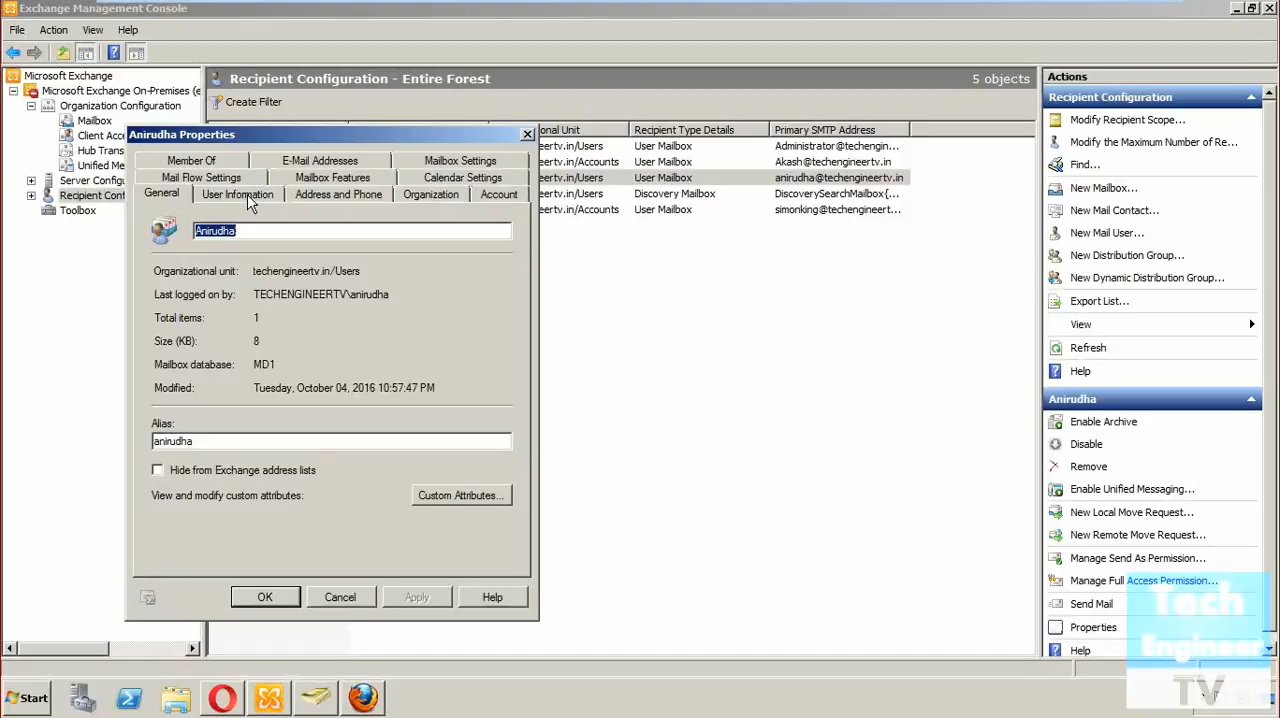 Exchange Management Console
File Action View Help
Microsoft Exchange
Microsoft Exchange On-Premises (e
Organization Configuration
Mailbox
Client Acce
Hub Trans
Unified Me
Server Configu
Recipient Conf
Toolbox
Recipient Configuration - Entire Forest 5 objects
Create Filter
onal Unit Recipient Type Details Primary SMTP Address
eertv.in/Users User Mailbox Administrator@techengi...
eertv.in/Accounts User Mailbox Akash@techengineertv.in
eertv.in/Users User Mailbox anirudha@techengineertv.in
eertv.in/Users Discovery Mailbox DiscoverySearchMailbox{...
eertv.in/Accounts User Mailbox simonking@techengineert...
Anirudha Properties
Member Of E-Mail Addresses Mailbox Settings
Mail Flow Settings Mailbox Features Calendar Settings
General User Information Address and Phone Organization Account
Anirudha
Organizational unit: techengineertv.in/Users
Last logged on by: TECHENGINEERTV\anirudha
Total items: 1
Size (KB): 8
Mailbox database: MD1
Modified: Tuesday, October 04, 2016 10:57:47 PM
Alias:
anirudha
Hide from Exchange address lists
View and modify custom attributes: Custom Attributes...
OK Cancel Apply Help
Actions
Recipient Configuration
Modify Recipient Scope...
Modify the Maximum Number of Re...
Find...
New Mailbox...
New Mail Contact...
New Mail User...
New Distribution Group...
New Dynamic Distribution Group...
Export List...
View
Refresh
Help
Anirudha
Enable Archive
Disable
Remove
Enable Unified Messaging...
New Local Move Request...
New Remote Move Request...
Manage Send As Permission...
Manage Full Access Permission...
Send Mail
Properties
Help
Tech
Engineer
TV
Start